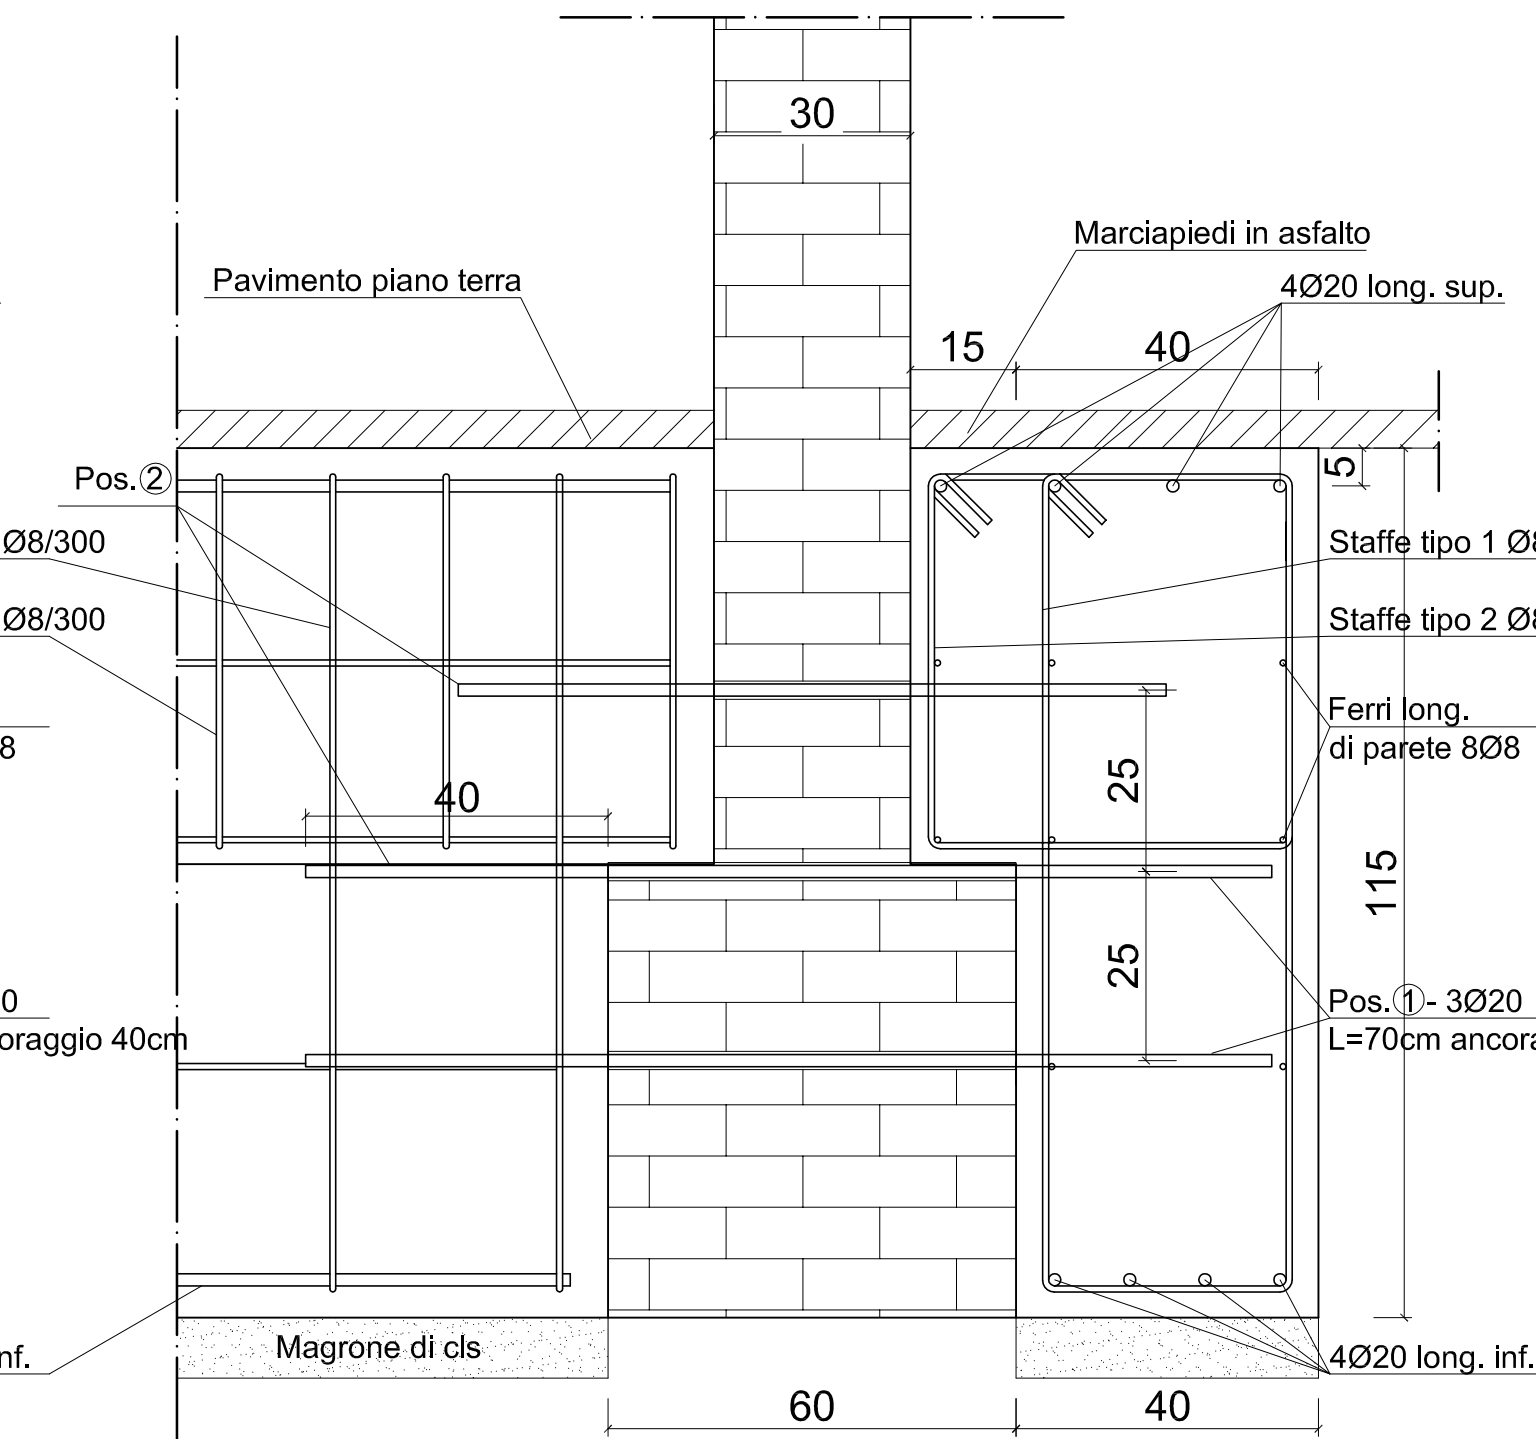 30
Marciapiedi in asfalto
Pavimento piano terra
4Ø20 long. sup.
15
40
5
Pos. 2
Ø8/300
Staffe tipo 1 Ø8
Ø8/300
Staffe tipo 2 Ø8
Ferri long.
di parete 8Ø8
8
25
40
115
25
0
Pos. 1 - 3Ø20
oraggio 40cm
L=70cm ancora
Magrone di cls
nf.
4Ø20 long. inf.
60
40